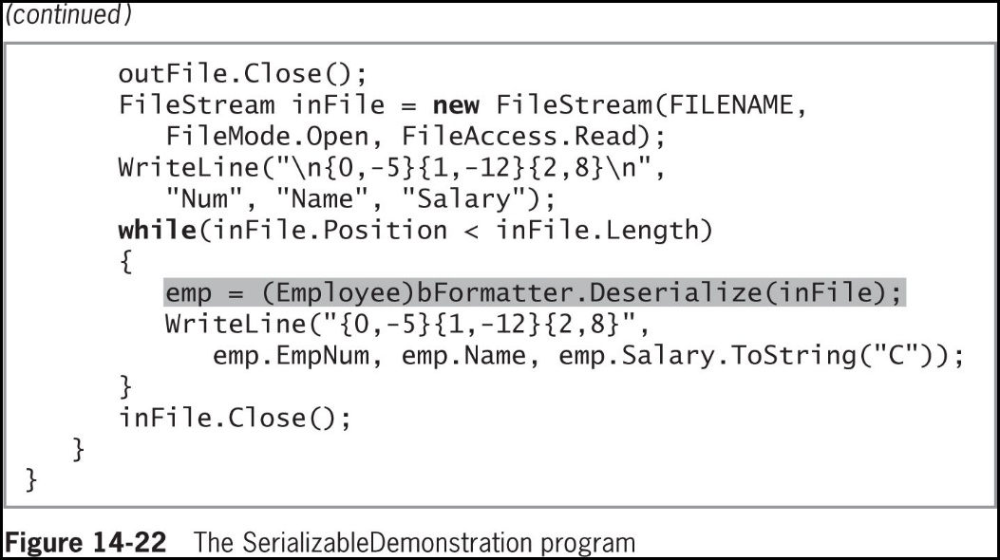 (continued)
outFile.Close();
FileStream inFile = new FileStream(FILENAME,
FileMode.Open, FileAccess.Read);
WriteLine("\n{0,-5}{1,-12}{2,8}\n",
"Num", "Name", "Salary");
while(inFile.Position < inFile.Length)
{
emp = (Employee)bFormatter.Deserialize(inFile);
WriteLine("{0,-5}{1,-12}{2,8}",
emp.EmpNum, emp.Name, emp.Salary.ToString("C"));
}
inFile.Close();
}
}
Figure 14-22 The SerializableDemonstration program